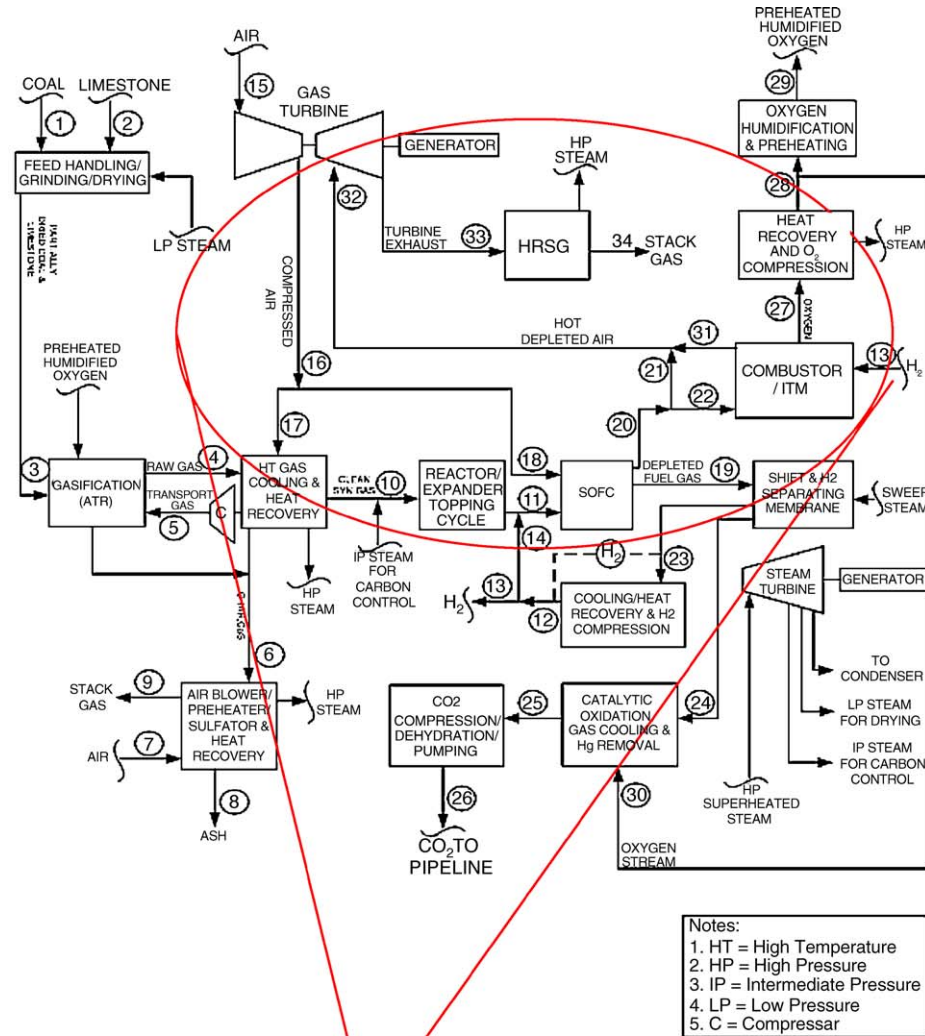 PREHEATED
HUMIDIFIED
OXYGEN
AIR
29
COAL
LIMESTONE
15
GAS
TURBINE
1
2
OXYGEN
HUMIDIFICATION
& PREHEATING
FEED HANDLING/
GRINDING/DRYING
GENERATOR
HP
STEAM
28
32
LP STEAM
TURBINE
EXHAUST
33
HRSG
34
STACK
GAS
HEAT
RECOVERY
AND O2
COMPRESSION
HP
STEAM
PARTIALLY
DRIED COAL &
LIMESTONE
COMPRESSED
AIR
27
OXYGEN
HOT
DEPLETED AIR
31
PREHEATED
HUMIDIFIED
OXYGEN
16
21
22
COMBUSTOR
/ ITM
13
H2
17
20
3
GASIFICATION
(ATR)
RAW GAS
4
HT GAS
COOLING &
HEAT
RECOVERY
CLEAN
SYN GAS
10
REACTOR/
EXPANDER
TOPPING
CYCLE
18
SOFC
DEPLETED
FUEL GAS
19
SHIFT & H2
SEPARATING
MEMBRANE
SWEEP
STEAM
TRANSPORT
GAS
5
C
11
14
IP STEAM
FOR
CARBON
CONTROL
HP
STEAM
H2
23
13
H2
12
COOLING/HEAT
RECOVERY & H2
COMPRESSION
STEAM
TURBINE
GENERATOR
6
STACK
GAS
9
AIR BLOWER/
PREHEATER/
SULFATOR &
HEAT
RECOVERY
HP
STEAM
AIR
7
8
ASH
CO2
COMPRESSION/
DEHYDRATION/
PUMPING
25
CATALYTIC
OXIDATION
GAS COOLING
& Hg REMOVAL
24
TO
CONDENSER
LP STEAM
FOR DRYING
IP STEAM
FOR CARBON
CONTROL
26
CO2 TO
PIPELINE
30
OXYGEN
STREAM
HP
SUPERHEATED
STEAM
Notes:
1. HT = High Temperature
2. HP = High Pressure
3. IP = Intermediate Pressure
4. LP = Low Pressure
5. C = Compressar